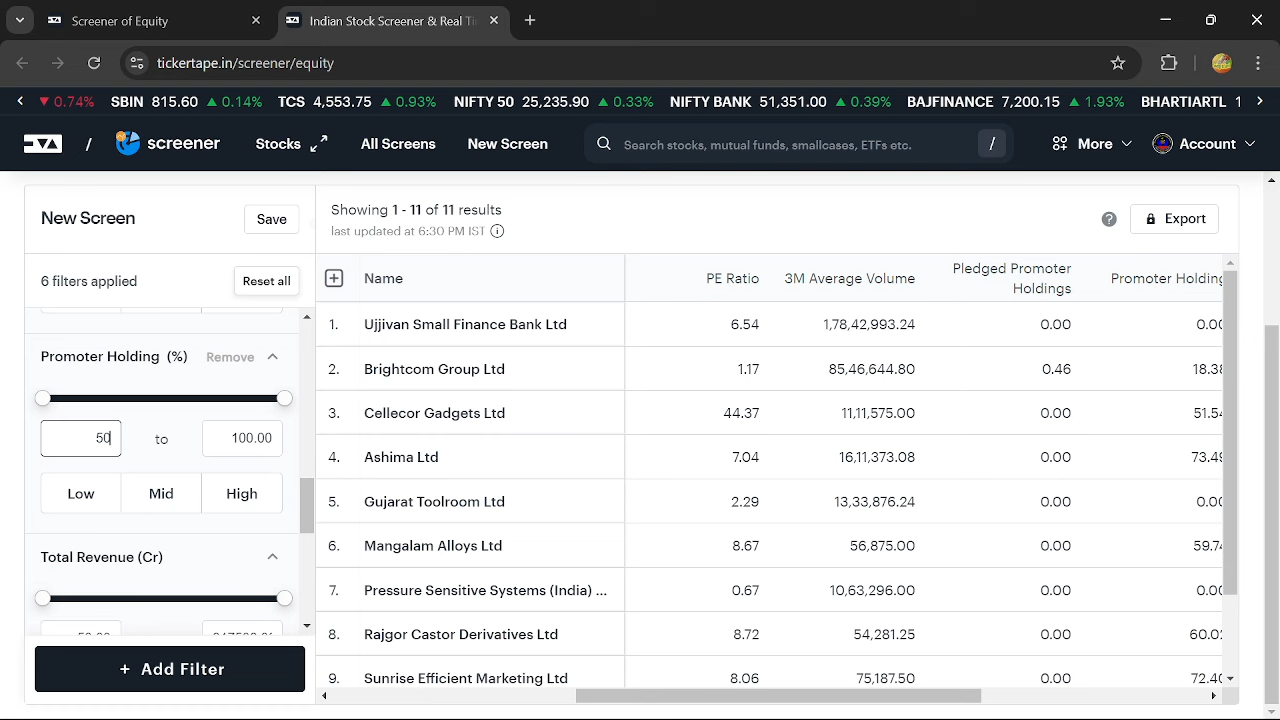 Screener of Equity
Indian Stock Screener & Real Ti
tickertape.in/screener/equity
0.74% SBIN 815.60 ▲ 0.14% TCS 4,553.75 ▲ 0.93% NIFTY 50 25,235.90 ▲ 0.33% NIFTY BANK 51,351.00 ▲ 0.39% BAJFINANCE 7,200.15 ▲ 1.93% BHARTIARTL 1
/ screener Stocks All Screens New Screen Search stocks, mutual funds, smallcases, ETFs etc. / More Account
New Screen Save
Showing 1 - 11 of 11 results
last updated at 6:30 PM IST
Export
6 filters applied Reset all
Name PE Ratio 3M Average Volume Pledged Promoter Holdings Promoter Holding
1. Ujjivan Small Finance Bank Ltd 6.54 1,78,42,993.24 0.00 0.00
2. Brightcom Group Ltd 1.17 85,46,644.80 0.46 18.38
3. Cellecor Gadgets Ltd 44.37 11,11,575.00 0.00 51.54
4. Ashima Ltd 7.04 16,11,373.08 0.00 73.49
5. Gujarat Toolroom Ltd 2.29 13,33,876.24 0.00 0.00
6. Mangalam Alloys Ltd 8.67 56,875.00 0.00 59.74
7. Pressure Sensitive Systems (India) ... 0.67 10,63,296.00 0.00 0.00
8. Rajgor Castor Derivatives Ltd 8.72 54,281.25 0.00 60.02
9. Sunrise Efficient Marketing Ltd 8.06 75,187.50 0.00 72.40
Promoter Holding (%) Remove
50 to 100.00
Low Mid High
Total Revenue (Cr)
+ Add Filter